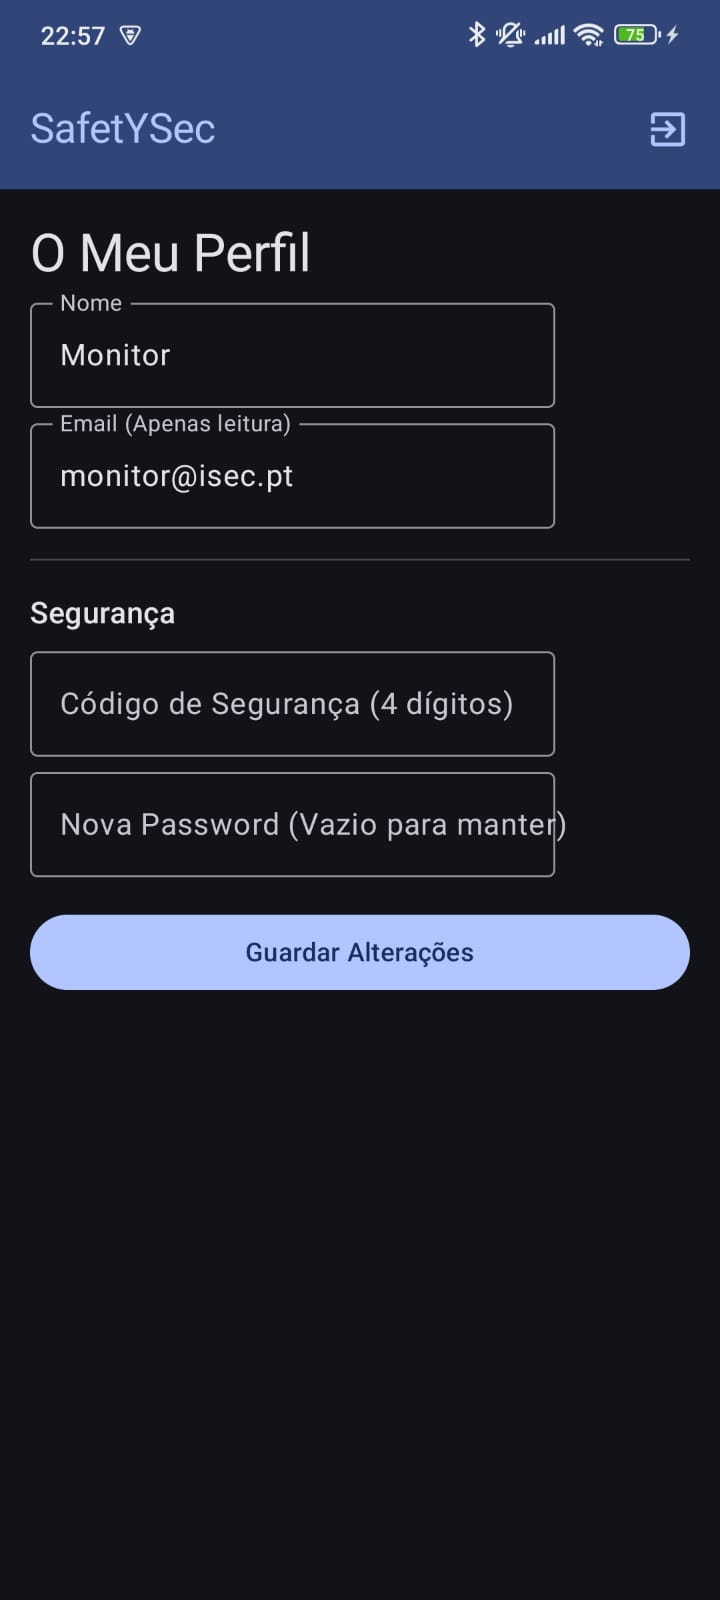 22:57
75
SafetYSec
O Meu Perfil
Nome
Monitor
Email (Apenas leitura)
monitor@isec.pt
Segurança
Código de Segurança (4 dígitos)
Nova Password (Vazio para manter)
Guardar Alterações